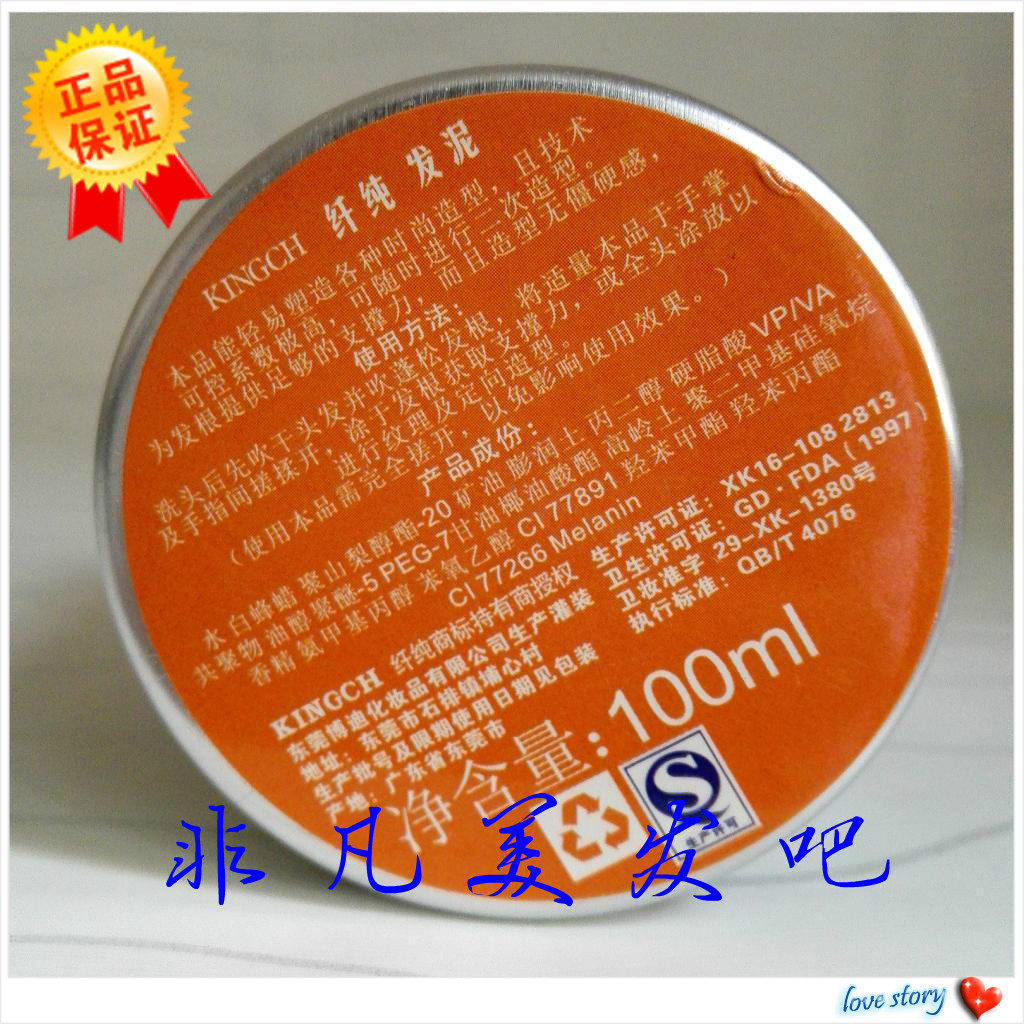 正品
保证
KINGCH 纤纯 发泥
本品能轻易塑造各种时尚造型，且技术
可控系数极高，可随时进行二次造型。
为发根提供足够的支撑力，而且造型无僵硬感，
使用方法：
洗头后先吹干头发并吹蓬松发根，将适量本品于手掌
及手指间搓揉开，涂于发根获取支撑力，或全头涂放以
进行纹理及定向造型。
（使用本品需完全搓开，以免影响使用效果。）
产品成份：
水 白蜂蜡 聚山梨醇酯-20 矿油 膨润土 丙二醇 硬脂酸 VP/VA
共聚物 油醇聚醚-5 PEG-7甘油椰油酸酯 高岭土 聚二甲基硅氧烷
香精 氨甲基丙醇 苯氧乙醇 CI 77891 羟苯甲酯 羟苯丙酯
CI 77266 Melanin
KINGCH 纤纯商标持有商授权
东莞博迪化妆品有限公司生产灌装
地址：东莞市石排镇埔心村
生产批号及限期使用日期见包装
产地：广东省东莞市
生产许可证：XK16-108 2813
卫生许可证：GD·FDA（1997）
卫妆准字 29-XK-1380号
执行标准：QB/T 4076
净含量：100ml
生产许可
非凡美发吧
love story